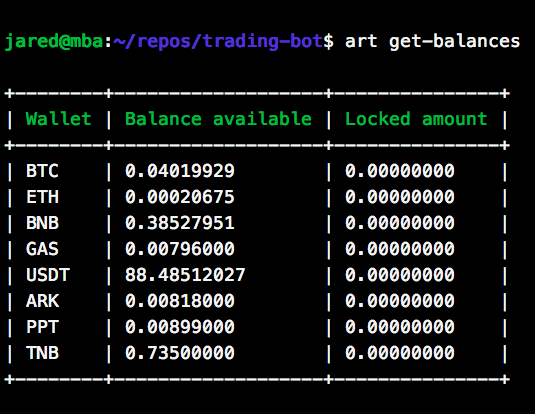 jared@mba:~/repos/trading-bot$ art get-balances
+--------+-------------------+---------------+
| Wallet | Balance available | Locked amount |
+--------+-------------------+---------------+
| BTC    | 0.04019929        | 0.00000000    |
| ETH    | 0.00020675        | 0.00000000    |
| BNB    | 0.38527951        | 0.00000000    |
| GAS    | 0.00796000        | 0.00000000    |
| USDT   | 88.48512027       | 0.00000000    |
| ARK    | 0.00818000        | 0.00000000    |
| PPT    | 0.00899000        | 0.00000000    |
| TNB    | 0.73500000        | 0.00000000    |
+--------+-------------------+---------------+